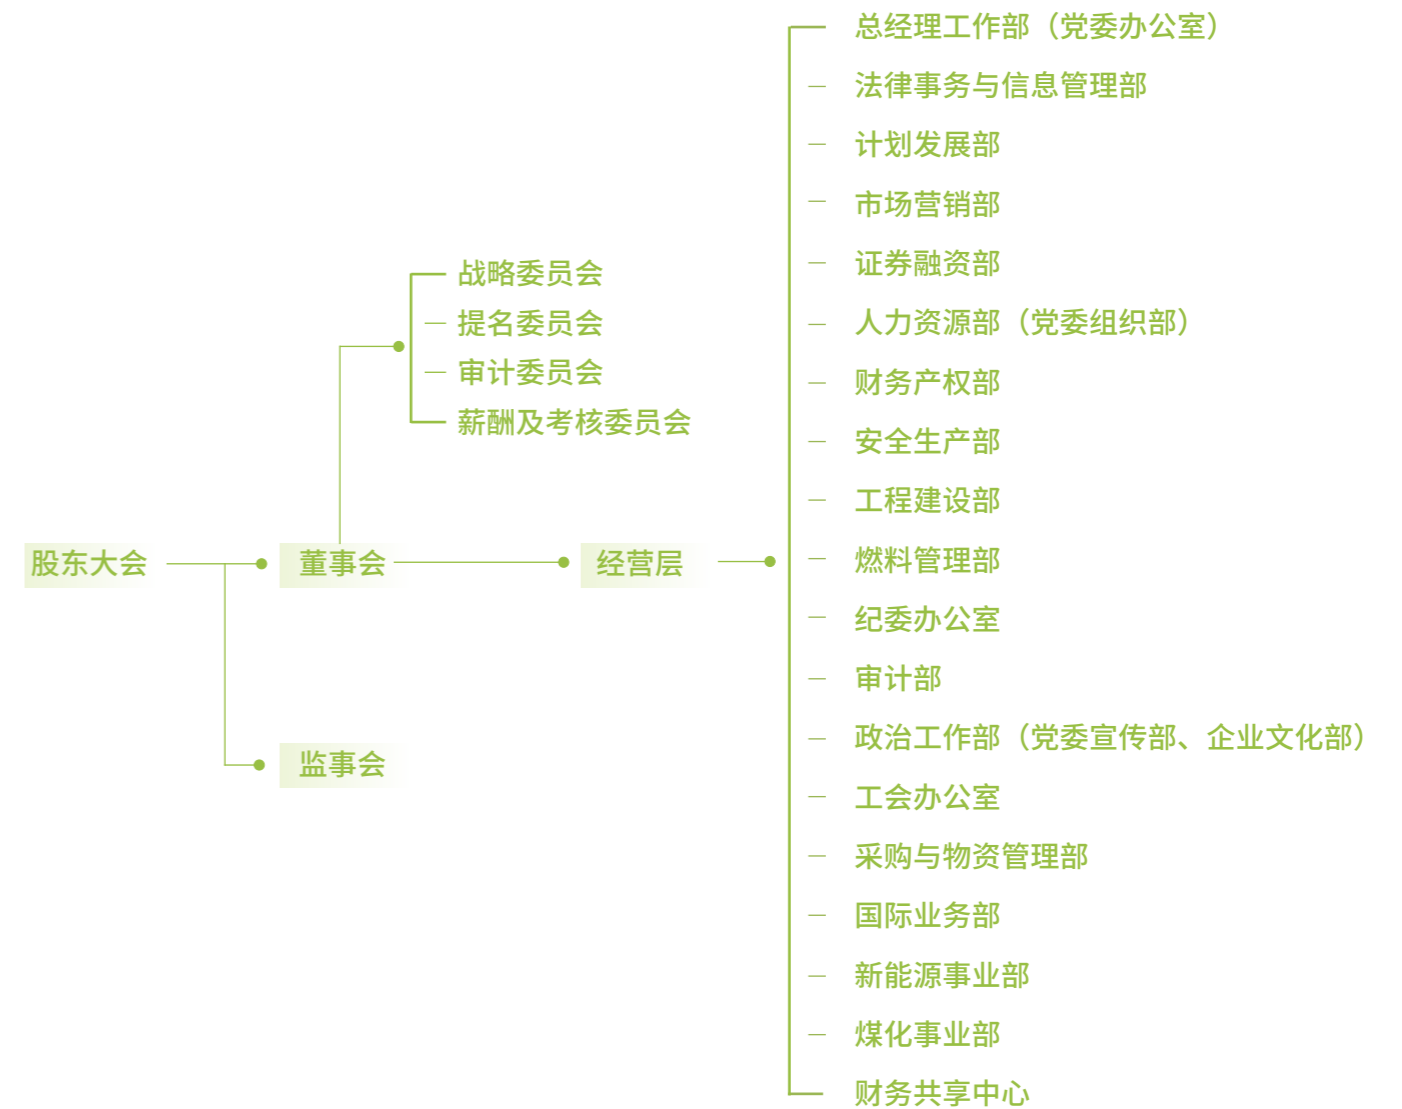 股东大会
董事会
监事会
战略委员会
提名委员会
审计委员会
薪酬及考核委员会
经营层
总经理工作部（党委办公室）
法律事务与信息管理部
计划发展部
市场营销部
证券融资部
人力资源部（党委组织部）
财务产权部
安全生产部
工程建设部
燃料管理部
纪委办公室
审计部
政治工作部（党委宣传部、企业文化部）
工会办公室
采购与物资管理部
国际业务部
新能源事业部
煤化事业部
财务共享中心